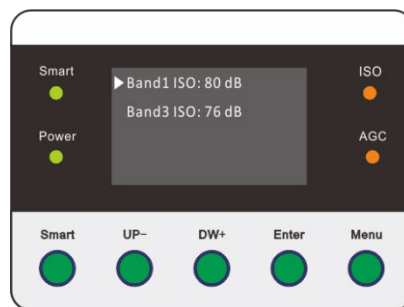 Smart
ISO
Band1 ISO: 80 dB
Band3 ISO: 76 dB
Power
AGC
Smart
UP-
DW+
Enter
Menu